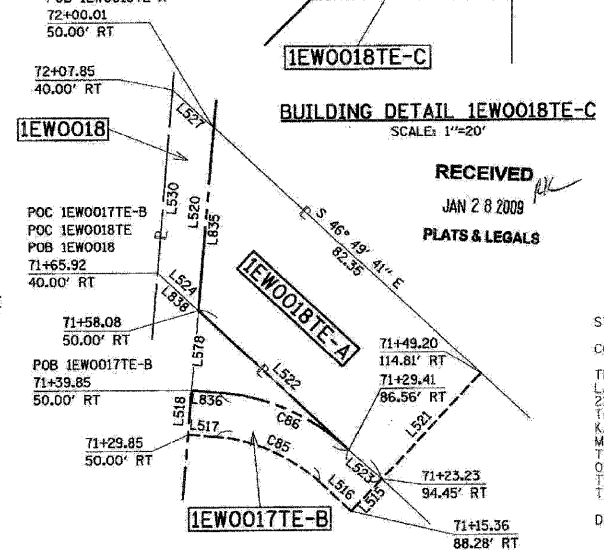 72+00.01
50.00' RT
72+07.85
40.00' RT
1EW0018TE-C
BUILDING DETAIL 1EW0018TE-C
SCALE: 1"=20'
1EW0018
L527
RECEIVED
JAN 28 2009
PLATS & LEGALS
L530
L520
L835
P
S 46° 49' 41" E
82.35
POC 1EW0017TE-B
POC 1EW0018TE
POB 1EW0018
71+65.92
40.00' RT
L524
L838
1EW0018TE-A
71+58.08
50.00' RT
L578
L522
71+49.20
114.81' RT
POB 1EW0017TE-B
71+39.85
50.00' RT
71+29.41
86.56' RT
L518
L836
C86
L521
L517
C85
71+29.85
50.00' RT
L523
L516
L515
71+23.23
94.45' RT
1EW0017TE-B
71+15.36
88.28' RT